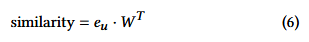 similarity = e_u · W^T (6)